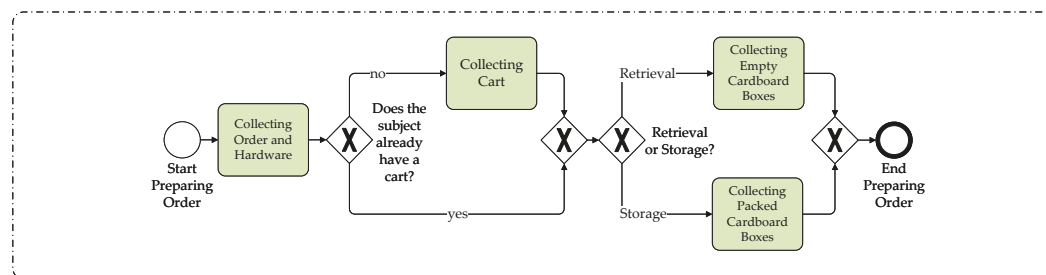 Start
Preparing
Order
Collecting
Order and
Hardware
X
Does the
subject
already
have a
cart?
no
yes
Collecting
Cart
X
X
Retrieval
or Storage?
Retrieval
Storage
Collecting
Empty
Cardboard
Boxes
Collecting
Packed
Cardboard
Boxes
X
End
Preparing
Order